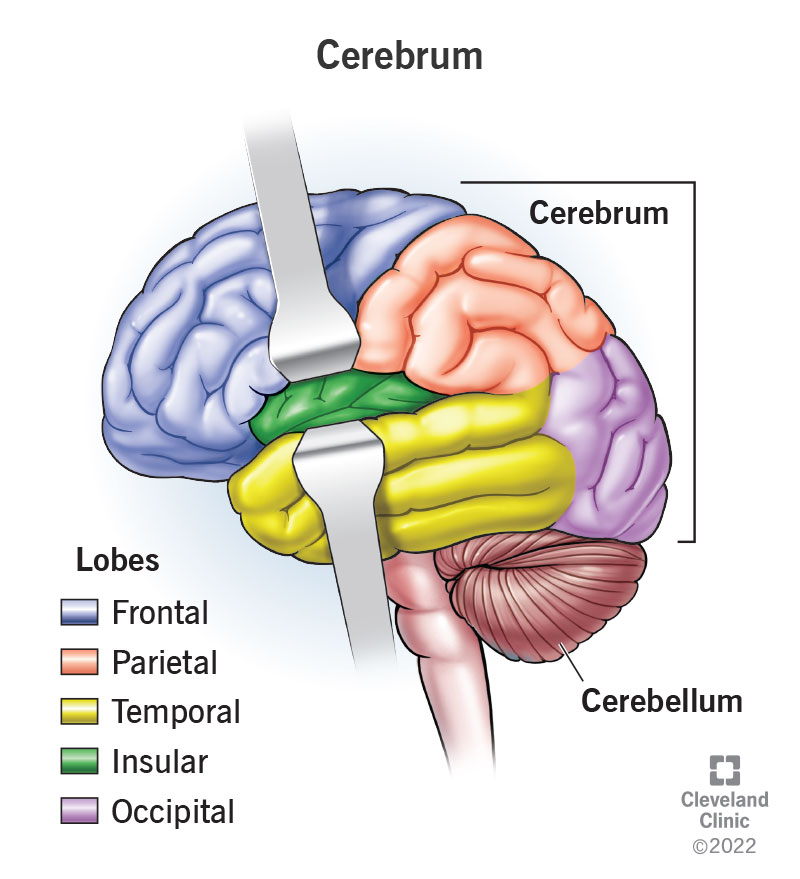 Cerebrum
Cerebrum
Lobes
Frontal
Parietal
Temporal
Insular
Occipital
Cerebellum
Cleveland
Clinic
©2022